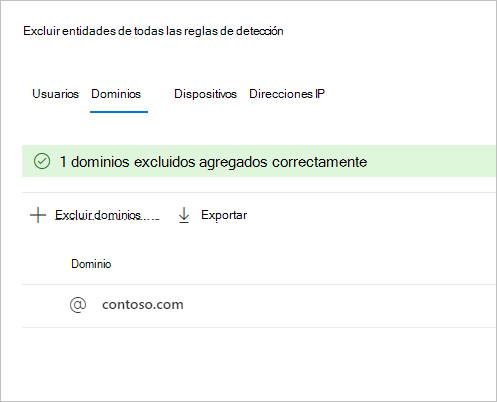 Excluir entidades de todas las reglas de detección
Usuarios Dominios Dispositivos Direcciones IP
1 dominios excluidos agregados correctamente
Excluir dominios Exportar
Dominio
@ contoso.com